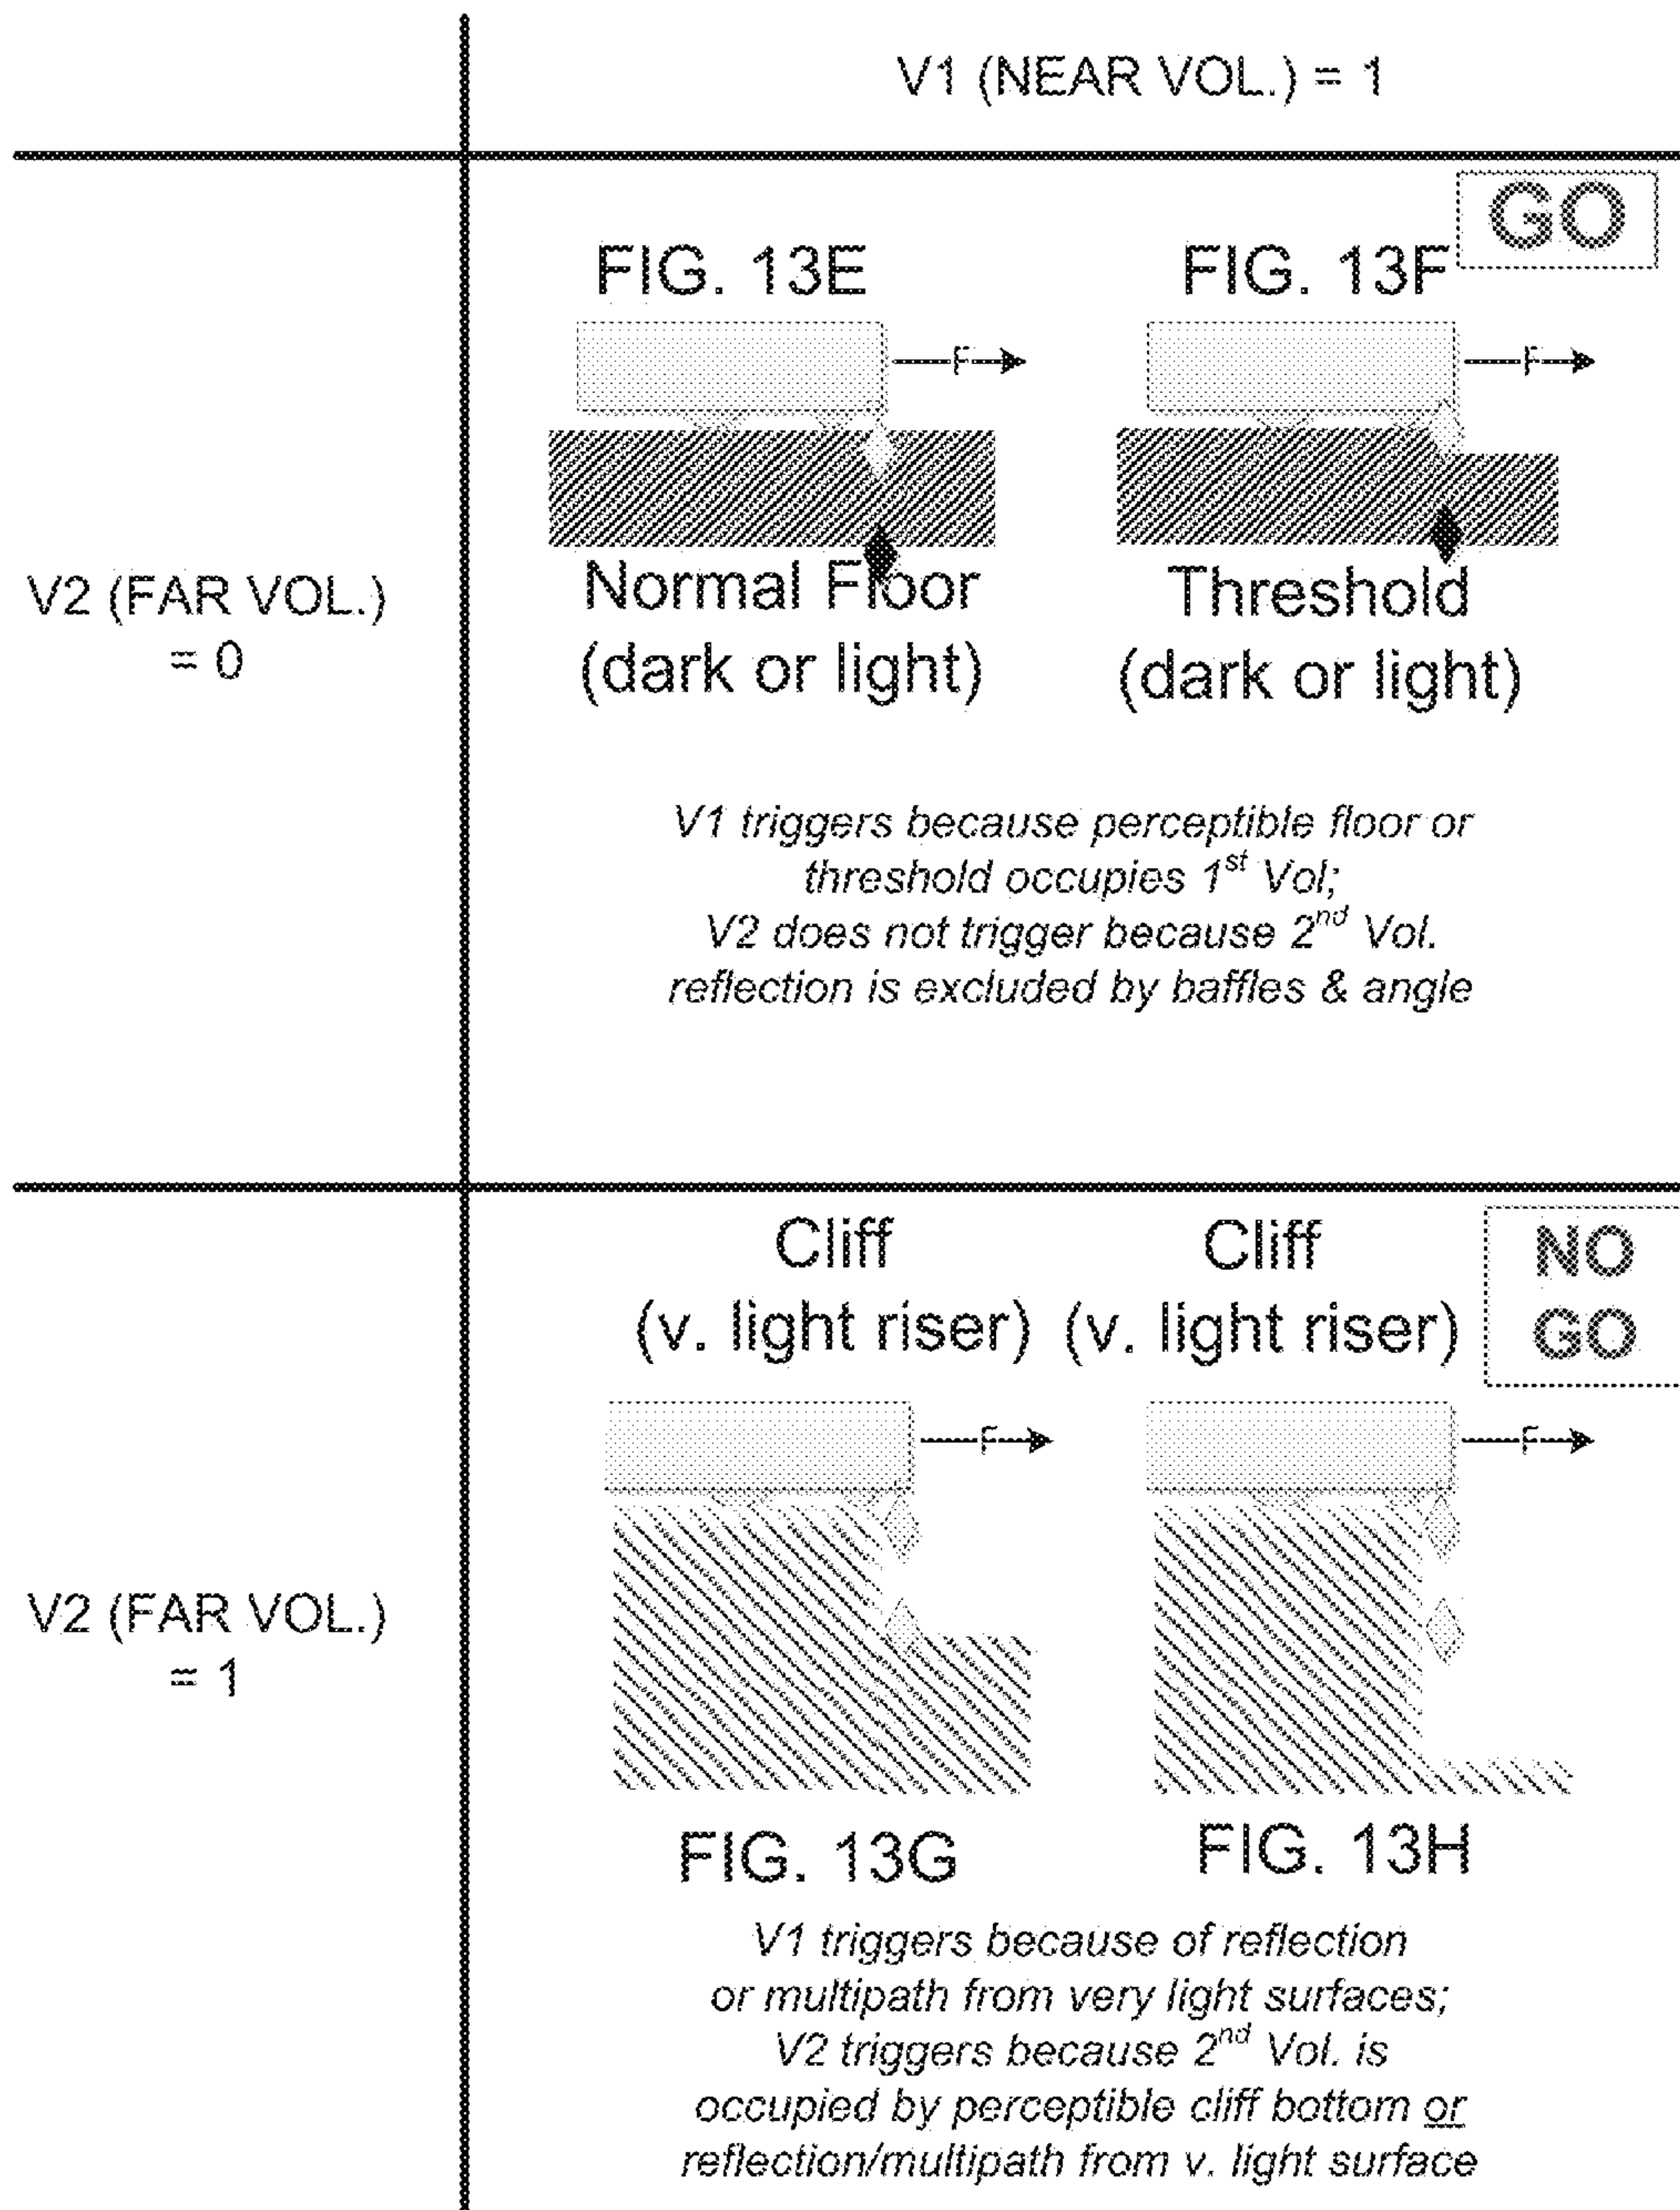 V1 (NEAR VOL.) = 1
GO
FIG. 13E
FIG. 13F
F
F
V2 (FAR VOL.)
= 0
Normal Floor
(dark or light)
Threshold
(dark or light)
V1 triggers because perceptible floor or
threshold occupies 1st Vol;
V2 does not trigger because 2nd Vol.
reflection is excluded by baffles & angle
Cliff
(v. light riser)
Cliff
(v. light riser)
NO
GO
F
F
V2 (FAR VOL.)
= 1
FIG. 13G
FIG. 13H
V1 triggers because of reflection
or multipath from very light surfaces;
V2 triggers because 2nd Vol. is
occupied by perceptible cliff bottom or
reflection/multipath from v. light surface